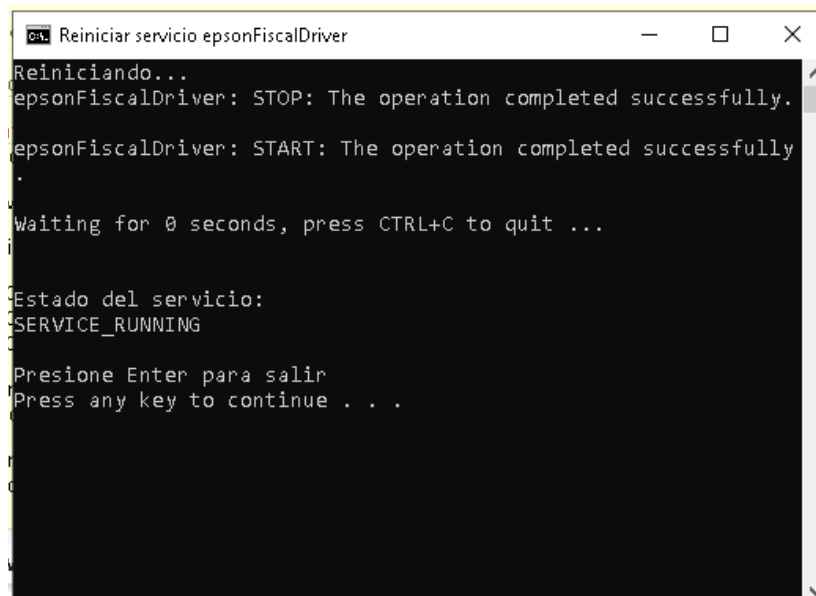 Reiniciar servicio epsonFiscalDriver
Reiniciando...
epsonFiscalDriver: STOP: The operation completed successfully.
epsonFiscalDriver: START: The operation completed successfully
.
Waiting for 0 seconds, press CTRL+C to quit ...
Estado del servicio:
SERVICE_RUNNING
Presione Enter para salir
Press any key to continue . . .